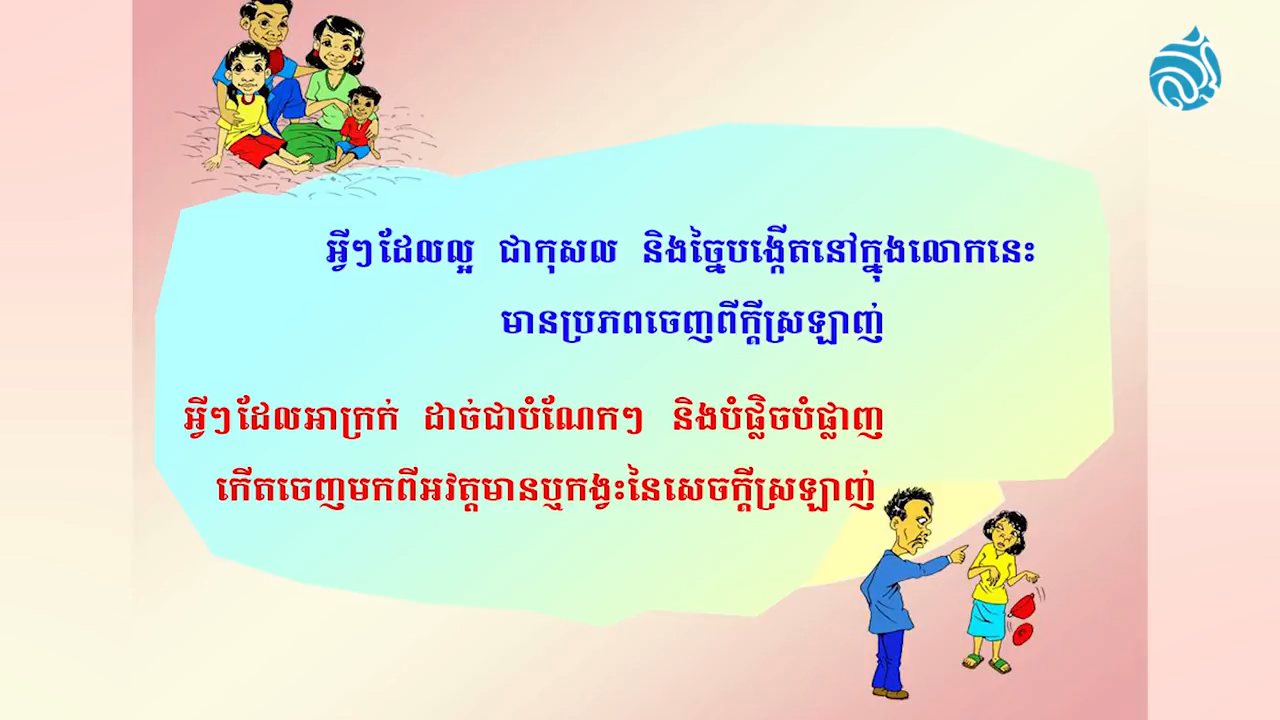 អ្វីៗដែលល្អ ជាកុសល និងច្នៃបង្កើតនៅក្នុងលោកនេះ
មានប្រភពចេញពីក្តីស្រឡាញ់
អ្វីៗដែលអាក្រក់ ដាច់ជាបំណែកៗ និងបំផ្លិចបំផ្លាញ
កើតចេញមកពីអវត្តមានឬកង្វះនៃសេចក្តីស្រឡាញ់